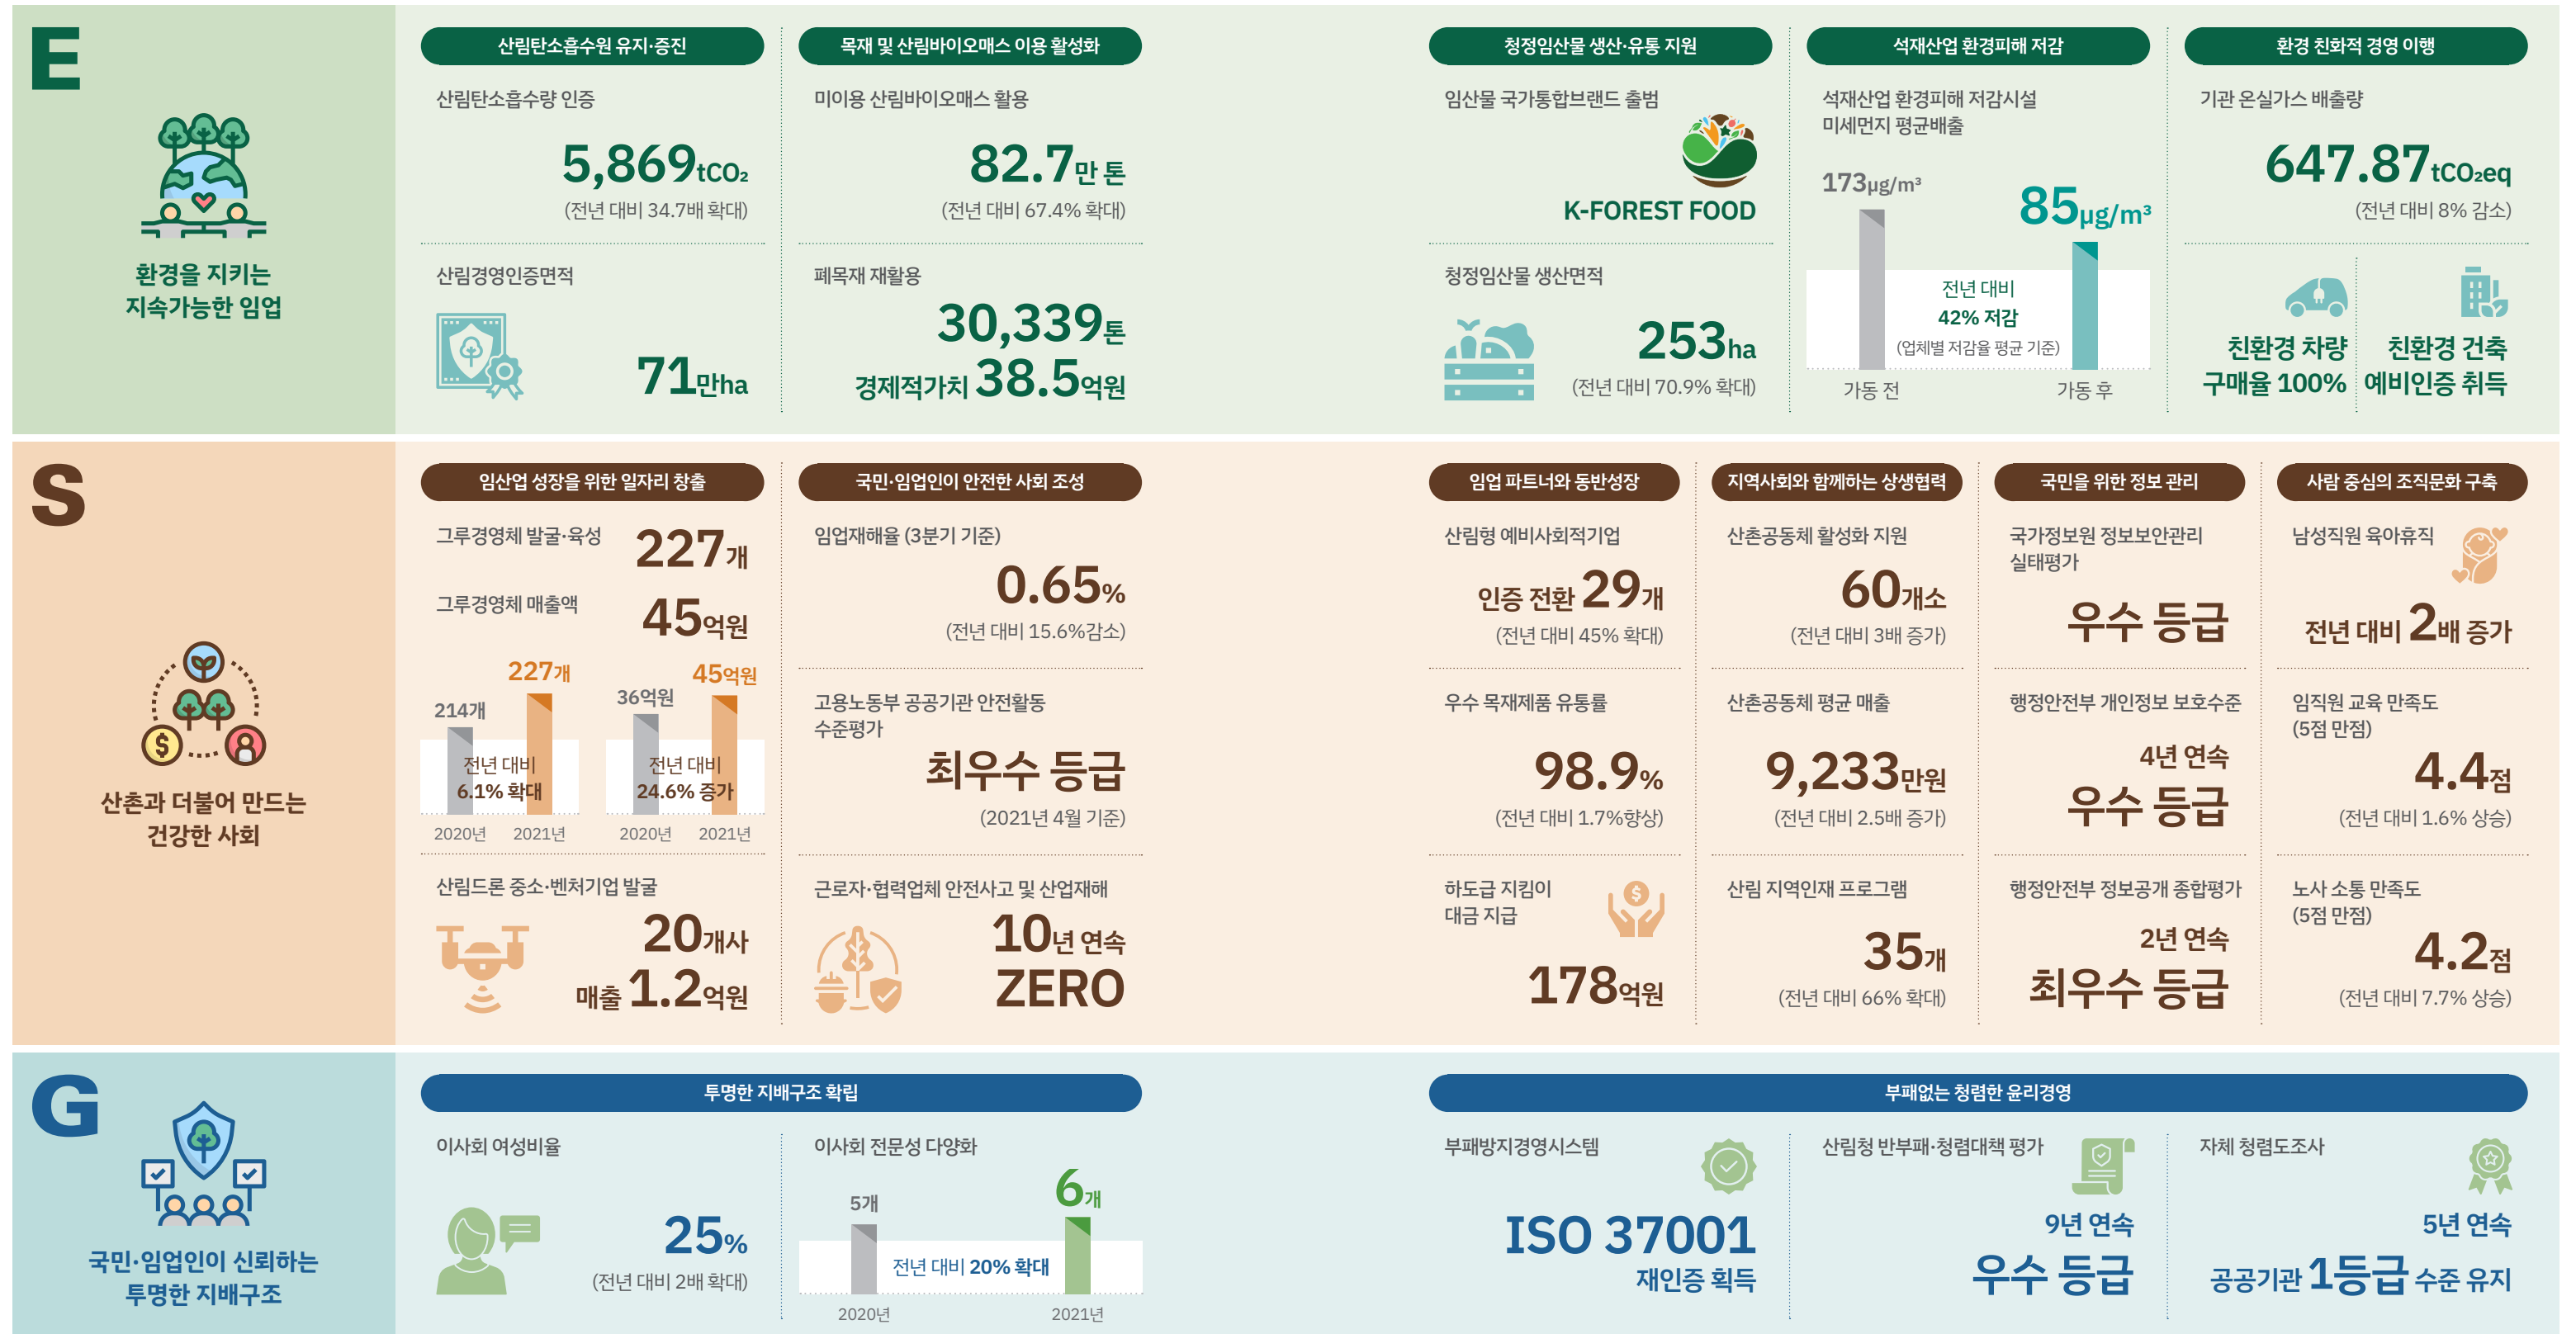 E
환경을 지키는
지속가능한 임업
산림탄소흡수원 유지·증진
산림탄소흡수량 인증
5,869tCO₂
(전년 대비 34.7배 확대)
산림경영인증면적
71만ha
목재 및 산림바이오매스 이용 활성화
미이용 산림바이오매스 활용
82.7만 톤
(전년 대비 67.4% 확대)
폐목재 재활용
30,339톤
경제적가치 38.5억원
청정임산물 생산·유통 지원
임산물 국가통합브랜드 출범
K-FOREST FOOD
청정임산물 생산면적
253ha
(전년 대비 70.9% 확대)
석재산업 환경피해 저감
석재산업 환경피해 저감시설
미세먼지 평균배출
173µg/m³
85µg/m³
전년 대비
42% 저감
(업체별 저감율 평균 기준)
가동 전
가동 후
환경 친화적 경영 이행
기관 온실가스 배출량
647.87tCO₂eq
(전년 대비 8% 감소)
친환경 차량
구매율 100%
친환경 건축
예비인증 취득
S
산촌과 더불어 만드는
건강한 사회
임산업 성장을 위한 일자리 창출
그루경영체 발굴·육성
227개
그루경영체 매출액
45억원
214개
227개
전년 대비
6.1% 확대
2020년
2021년
36억원
45억원
전년 대비
24.6% 증가
2020년
2021년
산림드론 중소·벤처기업 발굴
20개사
매출 1.2억원
국민·임업인이 안전한 사회 조성
임업재해율 (3분기 기준)
0.65%
(전년 대비 15.6%감소)
고용노동부 공공기관 안전활동
수준평가
최우수 등급
(2021년 4월 기준)
근로자·협력업체 안전사고 및 산업재해
10년 연속
ZERO
임업 파트너와 동반성장
산림형 예비사회적기업
인증 전환 29개
(전년 대비 45% 확대)
우수 목재제품 유통률
98.9%
(전년 대비 1.7%향상)
하도급 지킴이
대금 지급
178억원
지역사회와 함께하는 상생협력
산촌공동체 활성화 지원
60개소
(전년 대비 3배 증가)
산촌공동체 평균 매출
9,233만원
(전년 대비 2.5배 증가)
산림 지역인재 프로그램
35개
(전년 대비 66% 확대)
국민을 위한 정보 관리
국가정보원 정보보안관리
실태평가
우수 등급
행정안전부 개인정보 보호수준
4년 연속
우수 등급
행정안전부 정보공개 종합평가
2년 연속
최우수 등급
사람 중심의 조직문화 구축
남성직원 육아휴직
전년 대비 2배 증가
임직원 교육 만족도
(5점 만점)
4.4점
(전년 대비 1.6% 상승)
노사 소통 만족도
(5점 만점)
4.2점
(전년 대비 7.7% 상승)
G
국민·임업인이 신뢰하는
투명한 지배구조
투명한 지배구조 확립
이사회 여성비율
25%
(전년 대비 2배 확대)
이사회 전문성 다양화
5개
6개
전년 대비 20% 확대
2020년
2021년
부패없는 청렴한 윤리경영
부패방지경영시스템
ISO 37001
재인증 획득
산림청 반부패·청렴대책 평가
9년 연속
우수 등급
자체 청렴도조사
5년 연속
공공기관 1등급 수준 유지